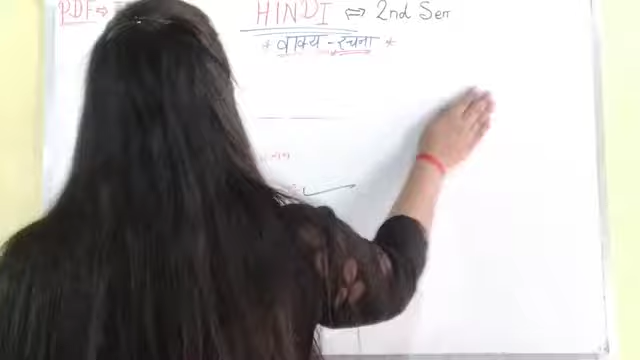 PDF⇒ HINDI ⇔ 2nd Sem
* वाक्य - रचना *